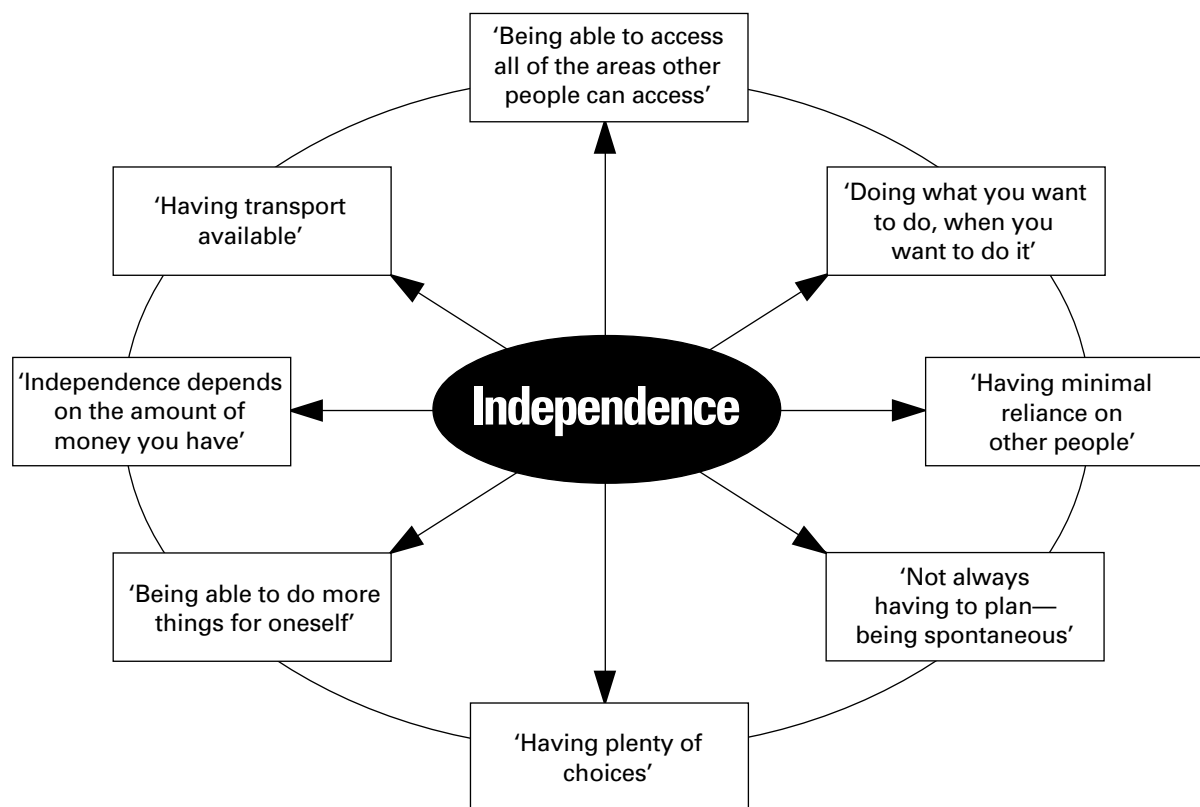 ‘Being able to access
all of the areas other
people can access’
‘Having transport
available’
‘Doing what you want
to do, when you
want to do it’
‘Independence depends
on the amount of
money you have’
Independence
‘Having minimal
reliance on
other people’
‘Being able to do more
things for oneself’
‘Not always
having to plan—
being spontaneous’
‘Having plenty of
choices’